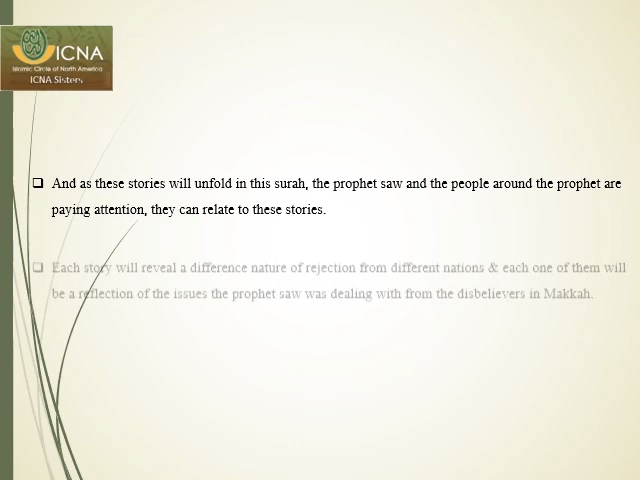 ICNA
Islamic Circle of North America
ICNA Sisters
❑ And as these stories will unfold in this surah, the prophet saw and the people around the prophet are
paying attention, they can relate to these stories.
❑ Each story will reveal a difference nature of rejection from different nations & each one of them will
be a reflection of the issues the prophet saw was dealing with from the disbelievers in Makkah.